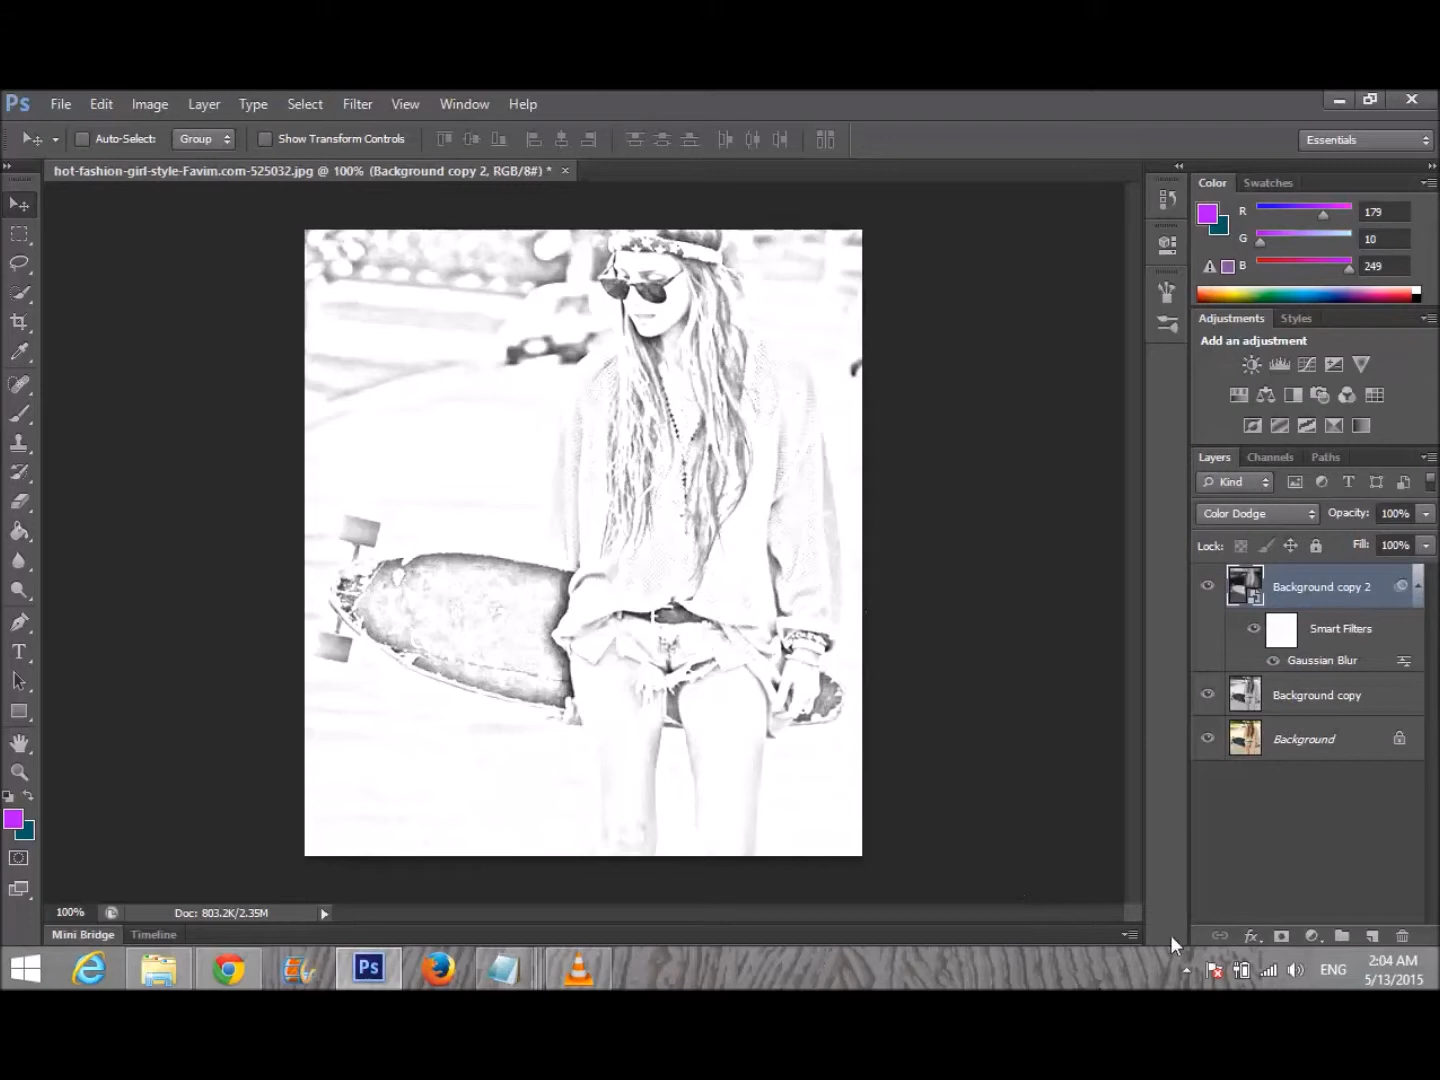 Ps File Edit Image Layer Type Select Filter View Window Help
Auto-Select: Group Show Transform Controls Essentials
hot-fashion-girl-style-Favim.com-525032.jpg @ 100% (Background copy 2, RGB/8#) * ×
Color Swatches
R 179
G 10
B 249
Adjustments Styles
Add an adjustment
Layers Channels Paths
Kind
Color Dodge Opacity: 100%
Lock: Fill: 100%
Background copy 2
Smart Filters
Gaussian Blur
Background copy
Background
100% Doc: 803.2K/2.35M
Mini Bridge Timeline
Ps ENG 2:04 AM
5/13/2015